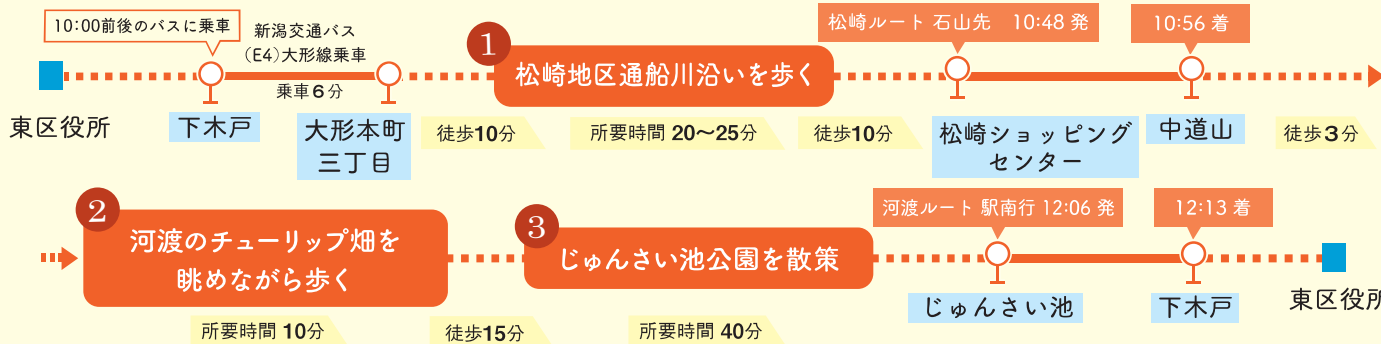 10:00前後のバスに乗車
新潟交通バス
（E4）大形線乗車
乗車6分
東区役所
下木戸
大形本町
三丁目
徒歩10分
1
松崎地区通船川沿いを歩く
所要時間 20〜25分
徒歩10分
松崎ルート 石山先 10:48 発
松崎ショッピング
センター
10:56 着
中道山
徒歩3分
2
河渡のチューリップ畑を
眺めながら歩く
所要時間 10分
徒歩15分
3
じゅんさい池公園を散策
所要時間 40分
河渡ルート 駅南行 12:06 発
じゅんさい池
12:13 着
下木戸
東区役所